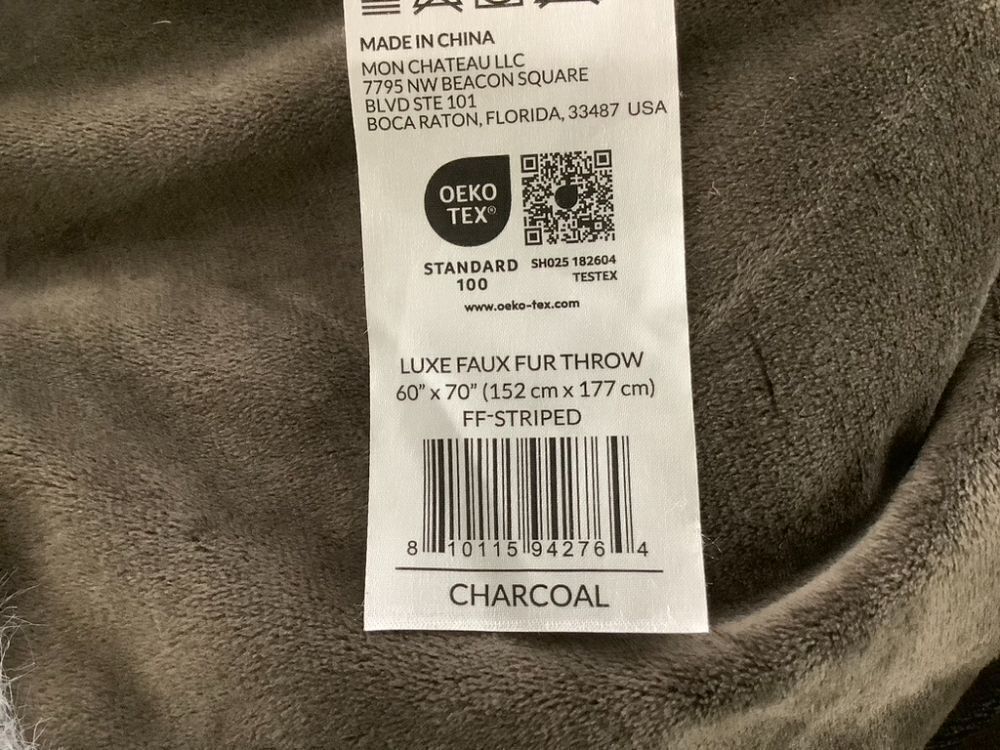 MADE IN CHINA
MON CHATEAU LLC
7795 NW BEACON SQUARE
BLVD STE 101
BOCA RATON, FLORIDA, 33487 USA
OEKO
TEX®
STANDARD
100
SH025 182604
TESTEX
www.oeko-tex.com
LUXE FAUX FUR THROW
60” x 70” (152 cm x 177 cm)
FF-STRIPED
8 10115 94276 4
CHARCOAL